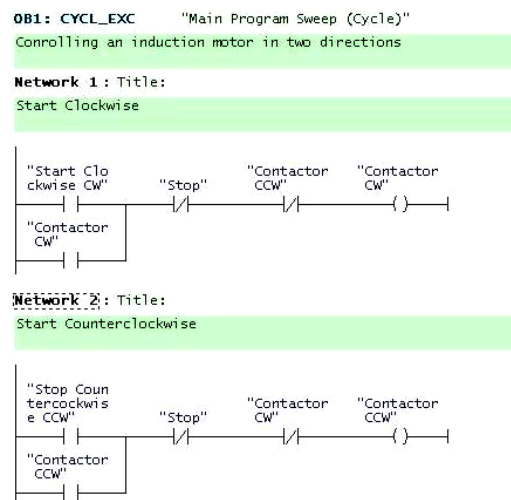 OB1: CYCL_EXC "Main Program Sweep (Cycle)"
Conrolling an induction motor in two directions
Network 1 : Title:
Start Clockwise
"Start Clo
ckwise CW"
"Stop"
"Contactor
CCW"
"Contactor
CW"
"Contactor
CW"
Network 2 : Title:
Start Counterclockwise
"Stop Coun
tercockwis
e CCW"
"Stop"
"Contactor
CW"
"Contactor
CCW"
"Contactor
CCW"